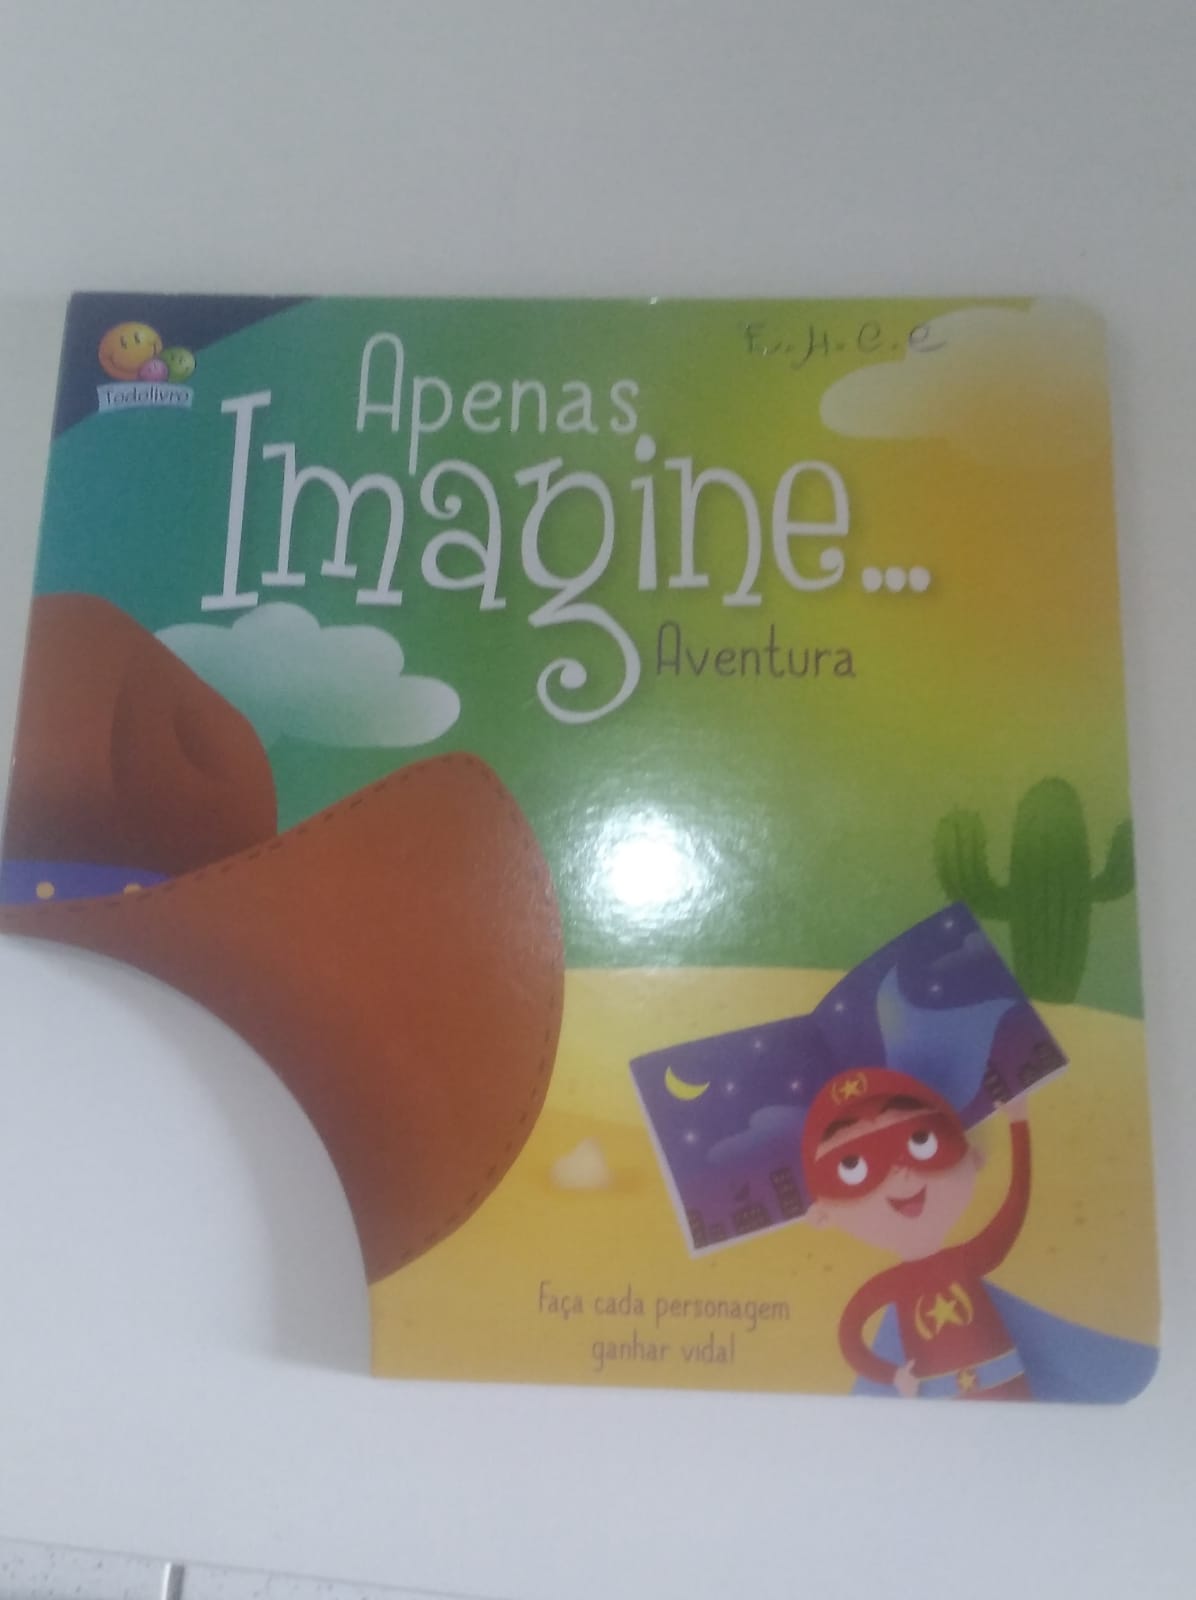 Todolivro
E. H. C. C
Apenas
Imagine...
Aventura
Faça cada personagem
ganhar vida!